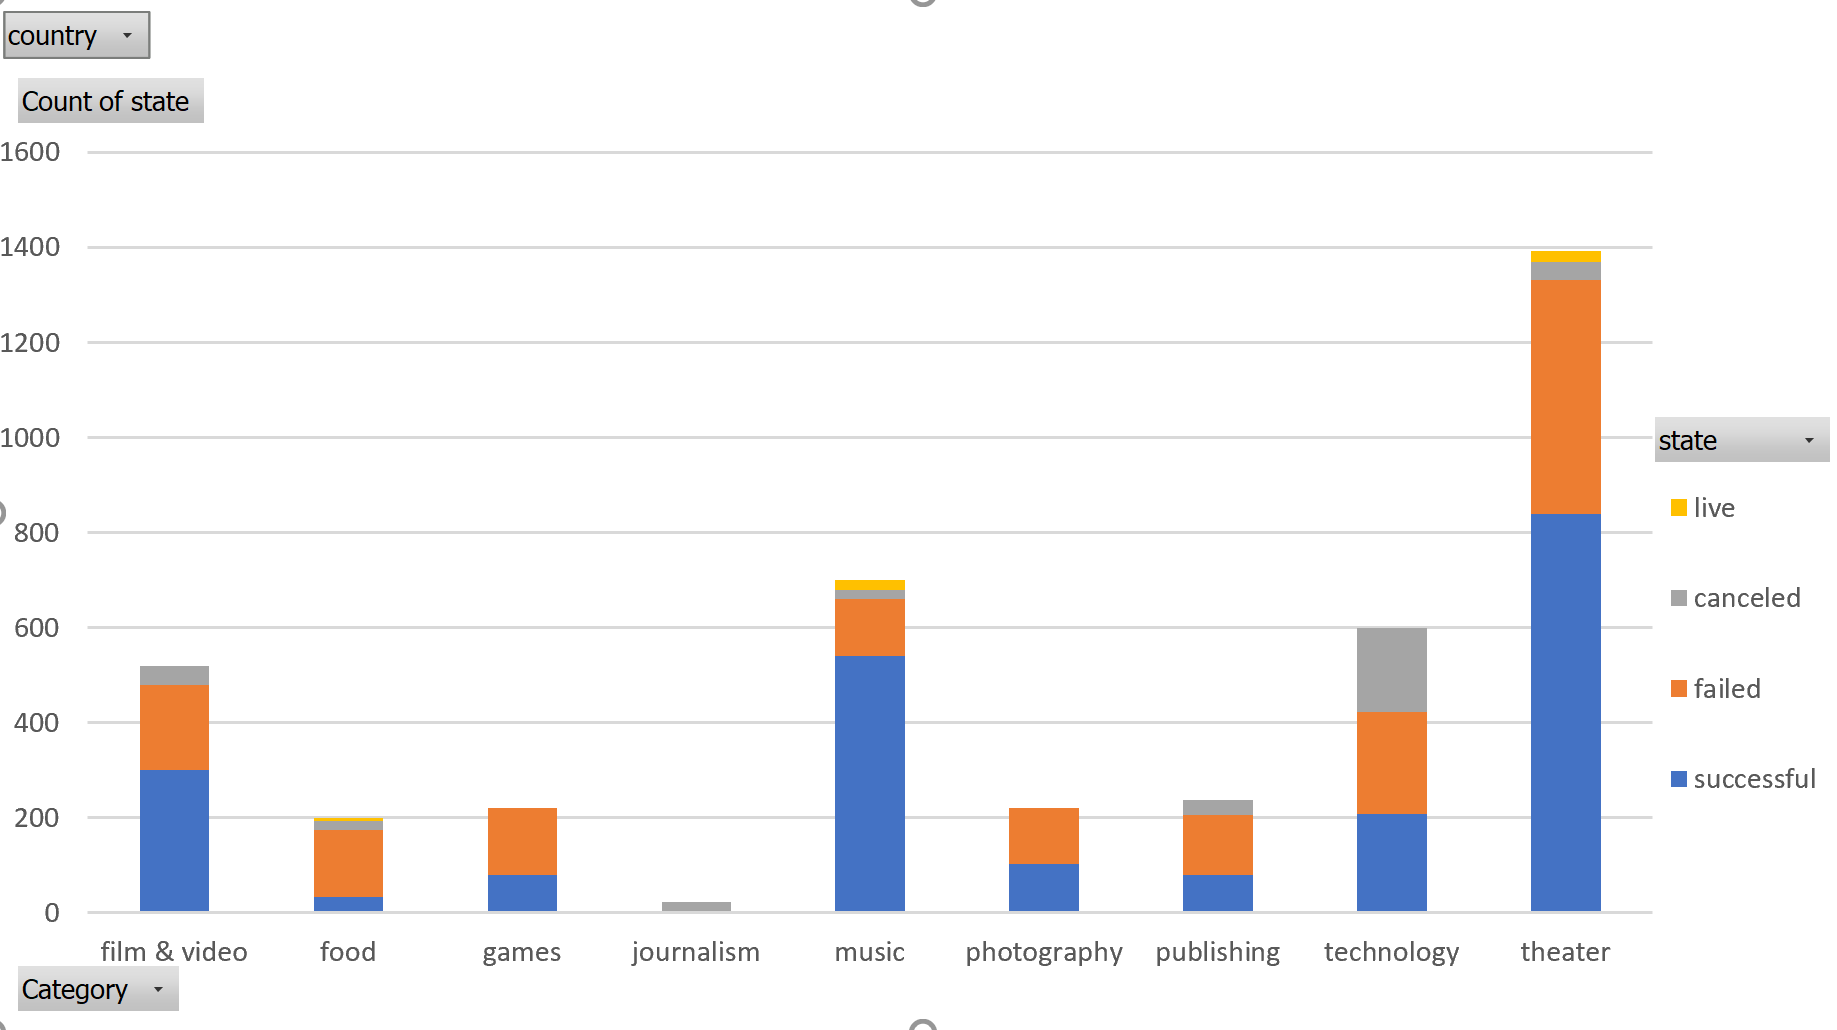 country
Count of state
1600
1400
1200
1000
800
600
400
200
0
film & video food games journalism music photography publishing technology theater
Category
state
live
canceled
failed
successful